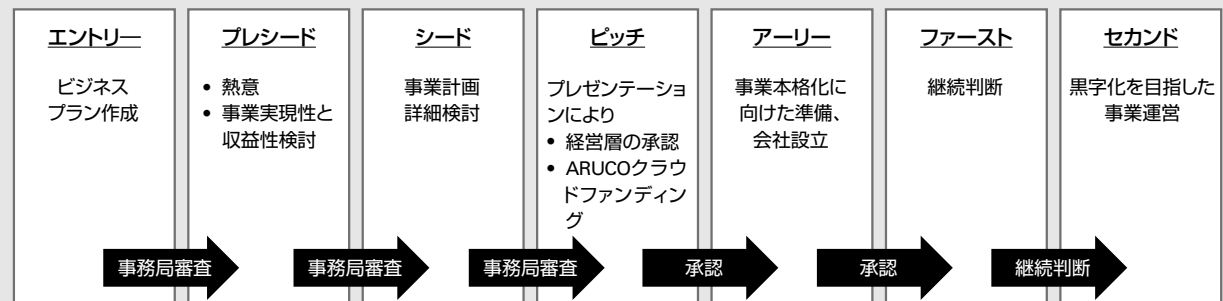 エントリー
ビジネス
プラン作成
プレシード
• 熱意
• 事業実現性と
収益性検討
シード
事業計画
詳細検討
ピッチ
プレゼンテーショ
ンにより
• 経営層の承認
• ARUCOクラウ
ドファンディン
グ
アーリー
事業本格化に
向けた準備、
会社設立
ファースト
継続判断
セカンド
黒字化を目指した
事業運営
事務局審査
事務局審査
事務局審査
承認
承認
継続判断